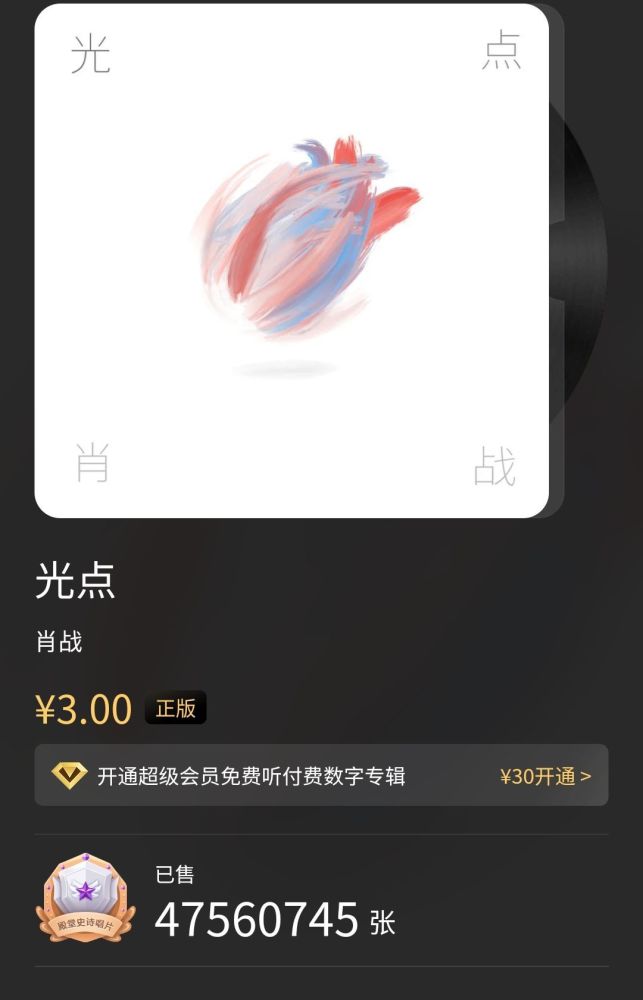 光 点
肖 战
光点
肖战
¥3.00 正版
开通超级会员免费听付费数字专辑 ¥30开通 >
已售
殿堂史诗唱片
47560745 张